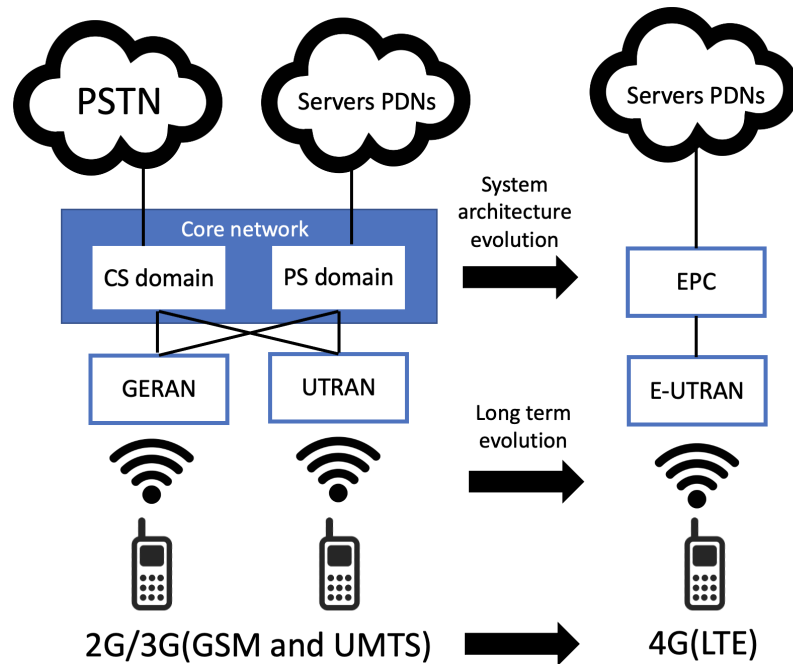 PSTN
Servers PDNs
Servers PDNs
System
architecture
evolution
Core network
CS domain
PS domain
EPC
GERAN
UTRAN
E-UTRAN
Long term
evolution
2G/3G(GSM and UMTS)
4G(LTE)